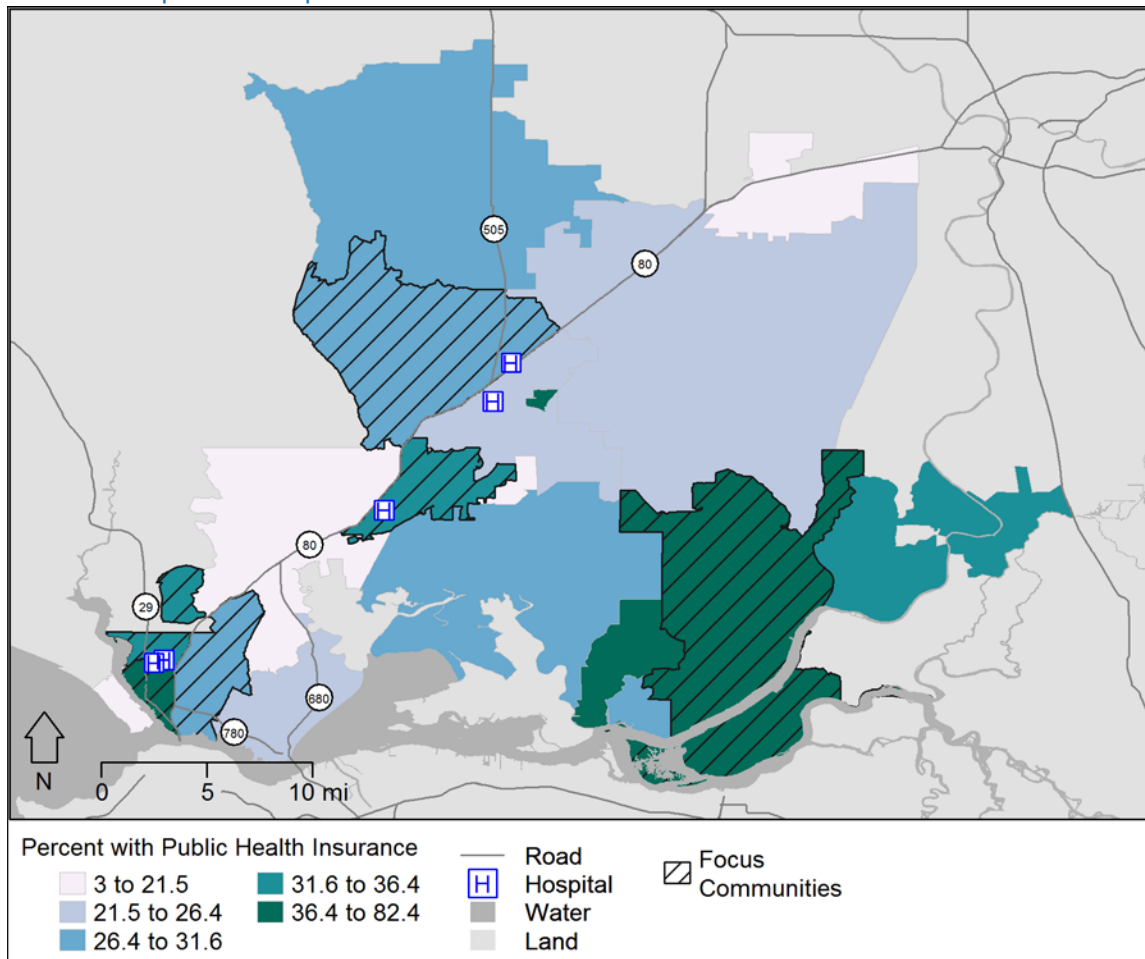 505
80
80
29
680
780
N
0 5 10 mi
Percent with Public Health Insurance
3 to 21.5
21.5 to 26.4
26.4 to 31.6
31.6 to 36.4
36.4 to 82.4
Road
H Hospital
Water
Land
Focus
Communities